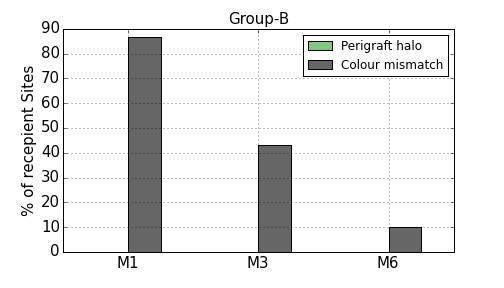 Group-B
90
80
70
60
50
40
30
20
10
0
% of recepient Sites
Perigraft halo
Colour mismatch
M1 M3 M6